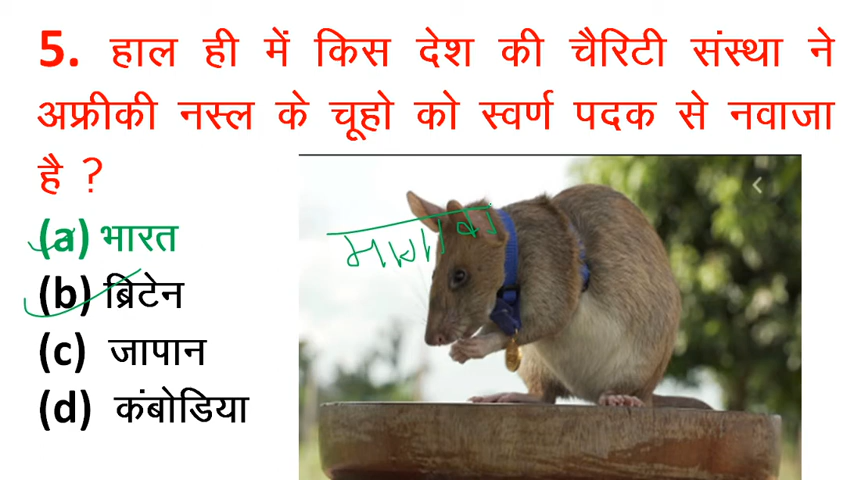 5. हाल ही में किस देश की चैरिटी संस्था ने
अफ्रीकी नस्ल के चूहो को स्वर्ण पदक से नवाजा
है ?
(a) भारत
मागावा
(b) ब्रिटेन
(c) जापान
(d) कंबोडिया